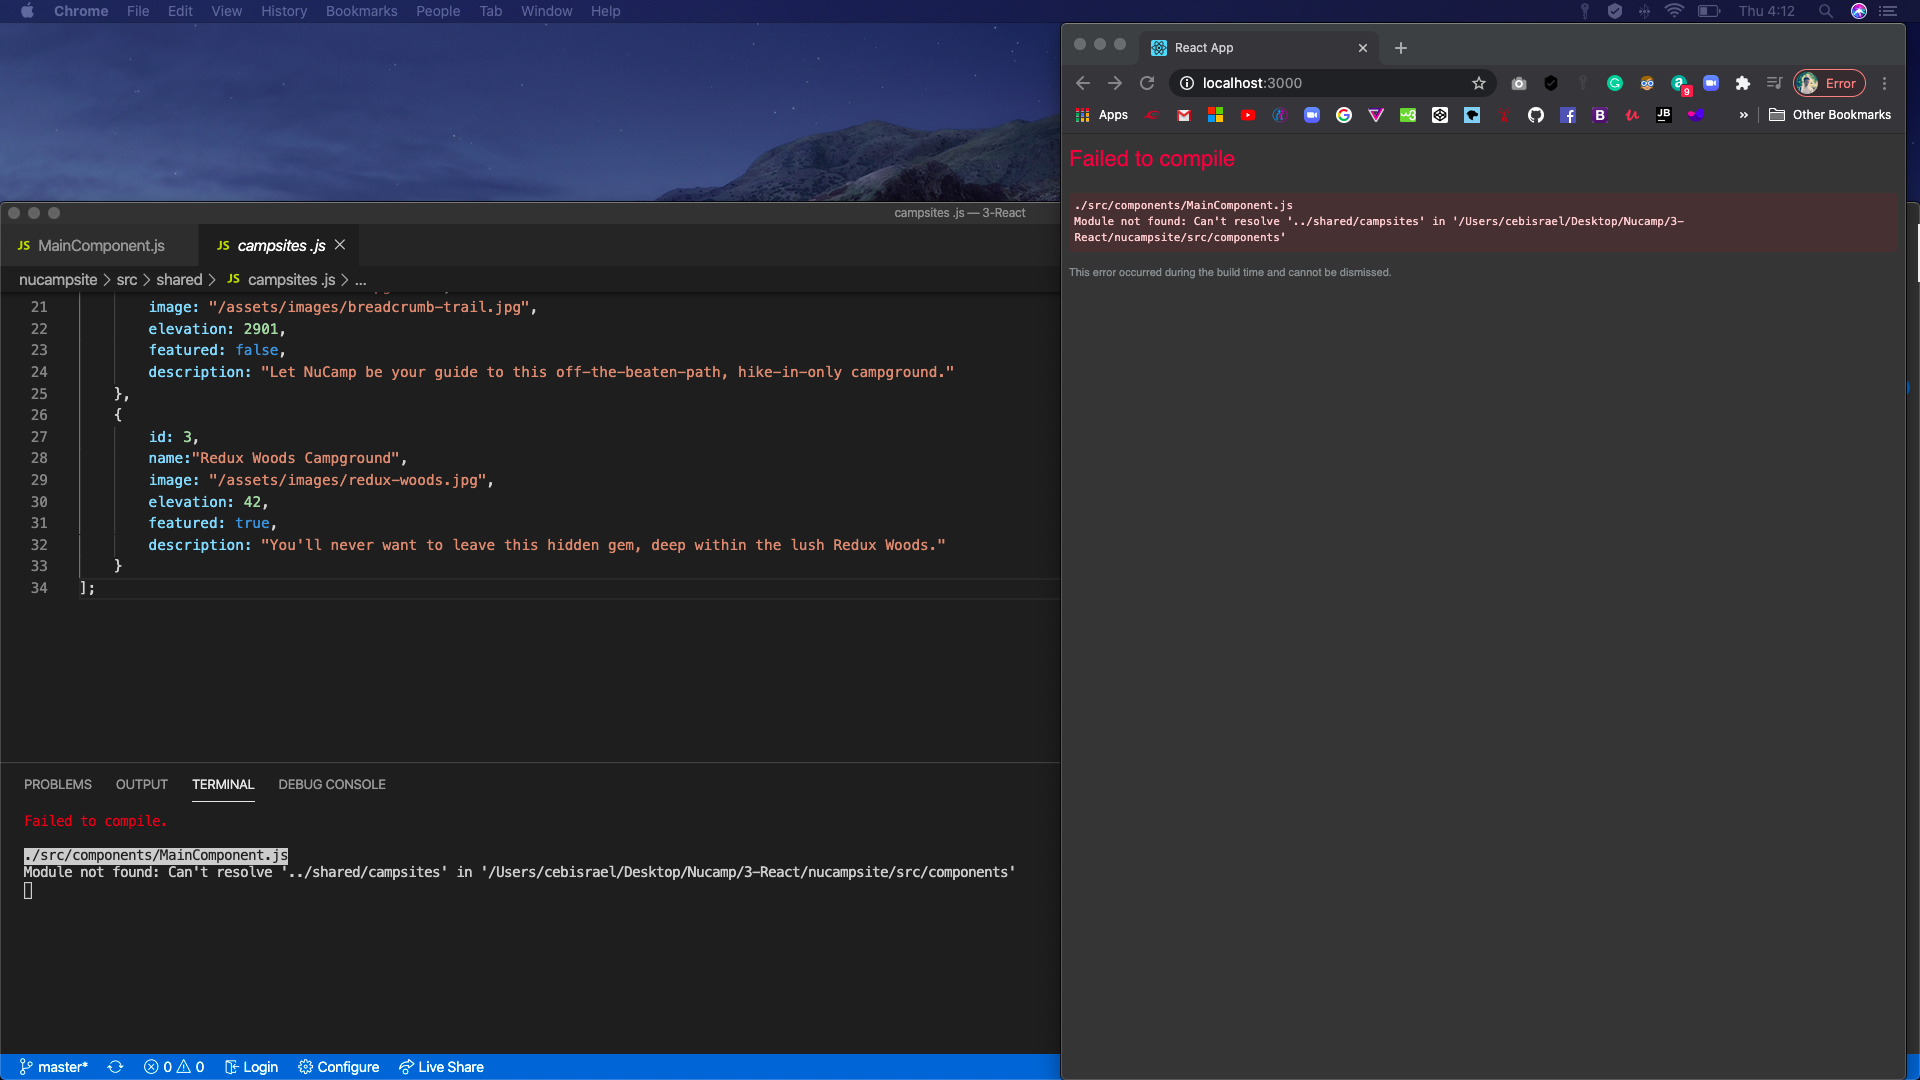 Chrome File Edit View History Bookmarks People Tab Window Help
Thu 4:12
React App
localhost:3000
9
Error
Apps
Other Bookmarks
Failed to compile
./src/components/MainComponent.js
Module not found: Can't resolve '../shared/campsites' in '/Users/cebisrael/Desktop/Nucamp/3-
React/nucampsite/src/components'
This error occurred during the build time and cannot be dismissed.
campsites .js — 3-React
JS MainComponent.js
JS campsites .js
nucampsite > src > shared > JS campsites .js > ...
21 image: "/assets/images/breadcrumb-trail.jpg",
22 elevation: 2901,
23 featured: false,
24 description: "Let NuCamp be your guide to this off-the-beaten-path, hike-in-only campground."
25 },
26 {
27 id: 3,
28 name:"Redux Woods Campground",
29 image: "/assets/images/redux-woods.jpg",
30 elevation: 42,
31 featured: true,
32 description: "You'll never want to leave this hidden gem, deep within the lush Redux Woods."
33 }
34 ];
PROBLEMS OUTPUT TERMINAL DEBUG CONSOLE
Failed to compile.
./src/components/MainComponent.js
Module not found: Can't resolve '../shared/campsites' in '/Users/cebisrael/Desktop/Nucamp/3-React/nucampsite/src/components'
master* 0 0 Login Configure Live Share